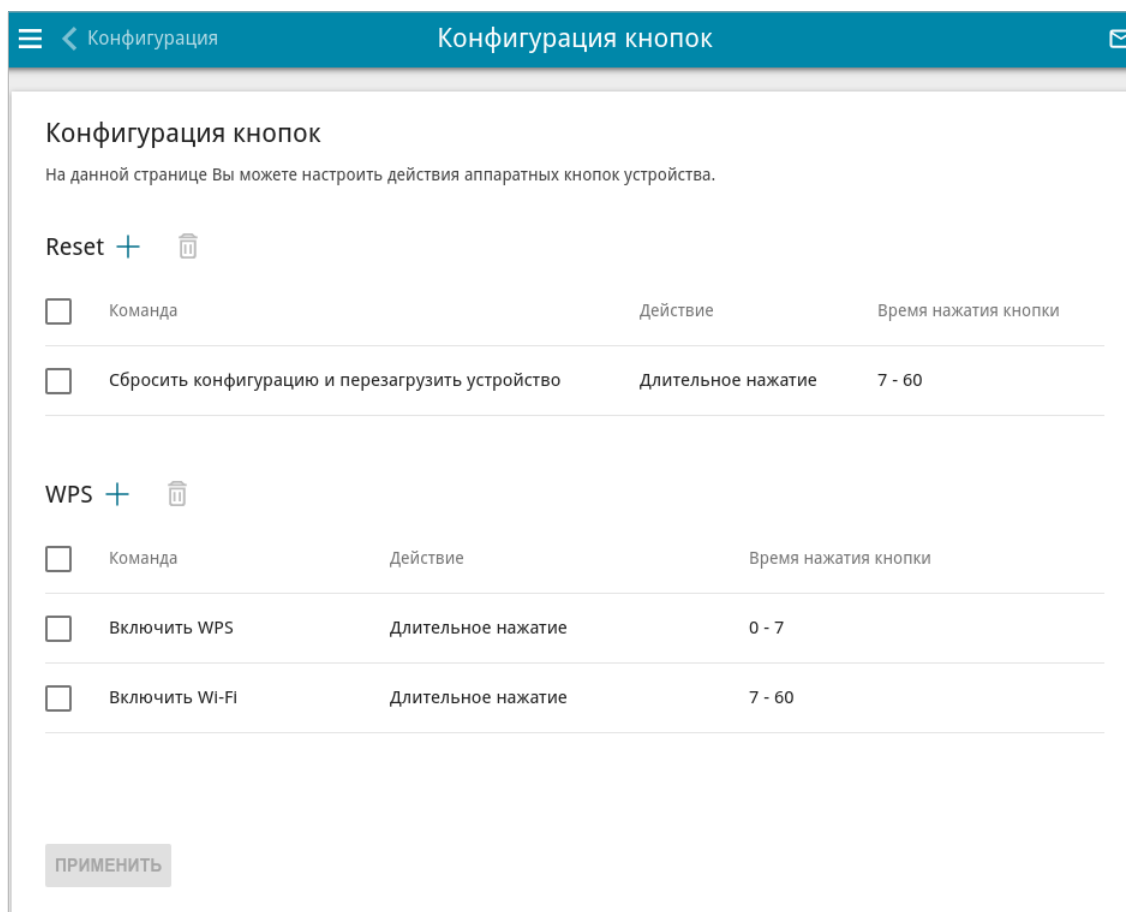 Конфигурация Конфигурация кнопок
Конфигурация кнопок
На данной странице Вы можете настроить действия аппаратных кнопок устройства.
Reset
Команда Действие Время нажатия кнопки
Сбросить конфигурацию и перезагрузить устройство Длительное нажатие 7 - 60
WPS
Команда Действие Время нажатия кнопки
Включить WPS Длительное нажатие 0 - 7
Включить Wi-Fi Длительное нажатие 7 - 60
ПРИМЕНИТЬ